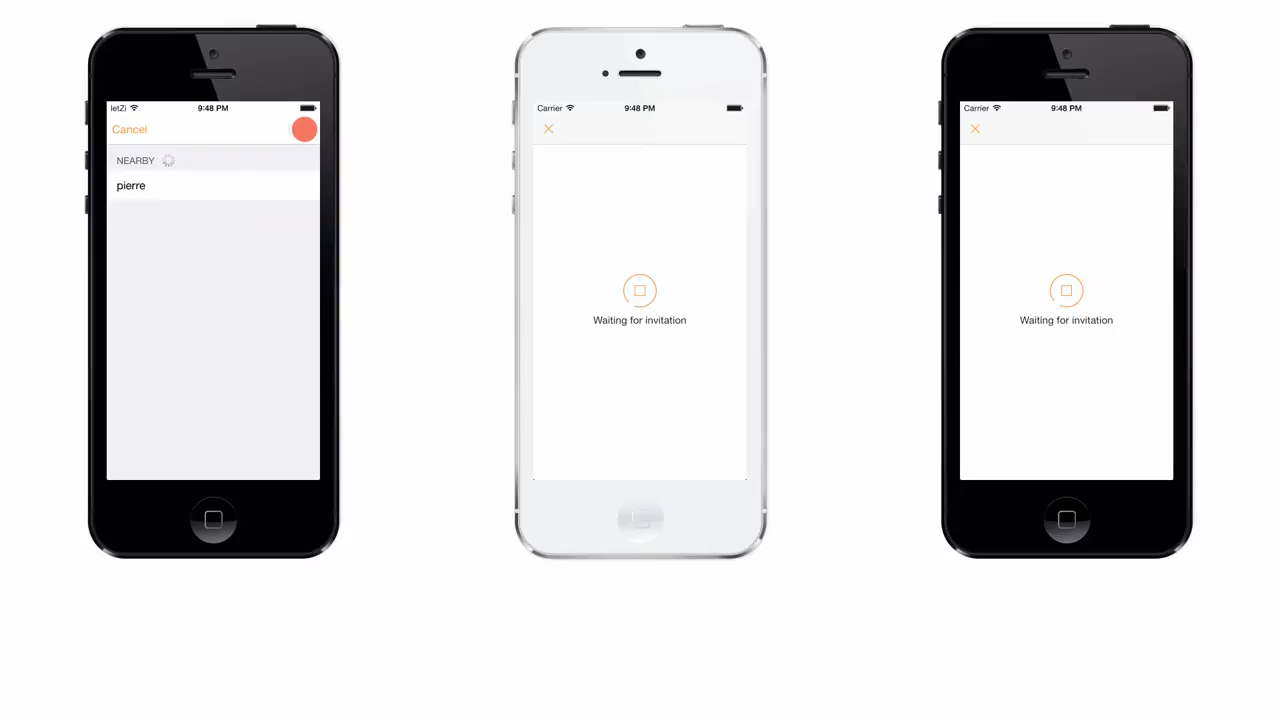 letZi 9:48 PM
Cancel
NEARBY
pierre
Carrier 9:48 PM
Waiting for invitation
Carrier 9:48 PM
Waiting for invitation